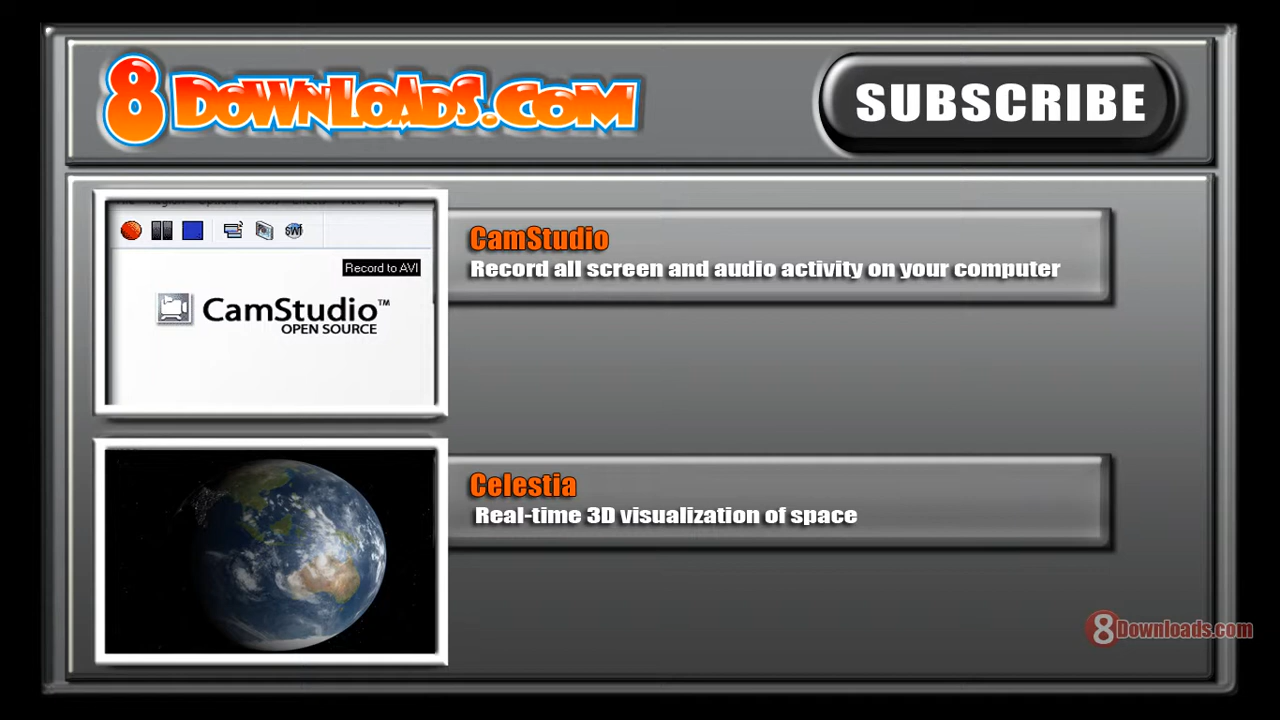 8DOWNLOADS.COM
SUBSCRIBE
Record to AVI
CamStudio™
OPEN SOURCE
CamStudio
Record all screen and audio activity on your computer
Celestia
Real-time 3D visualization of space
8Downloads.com